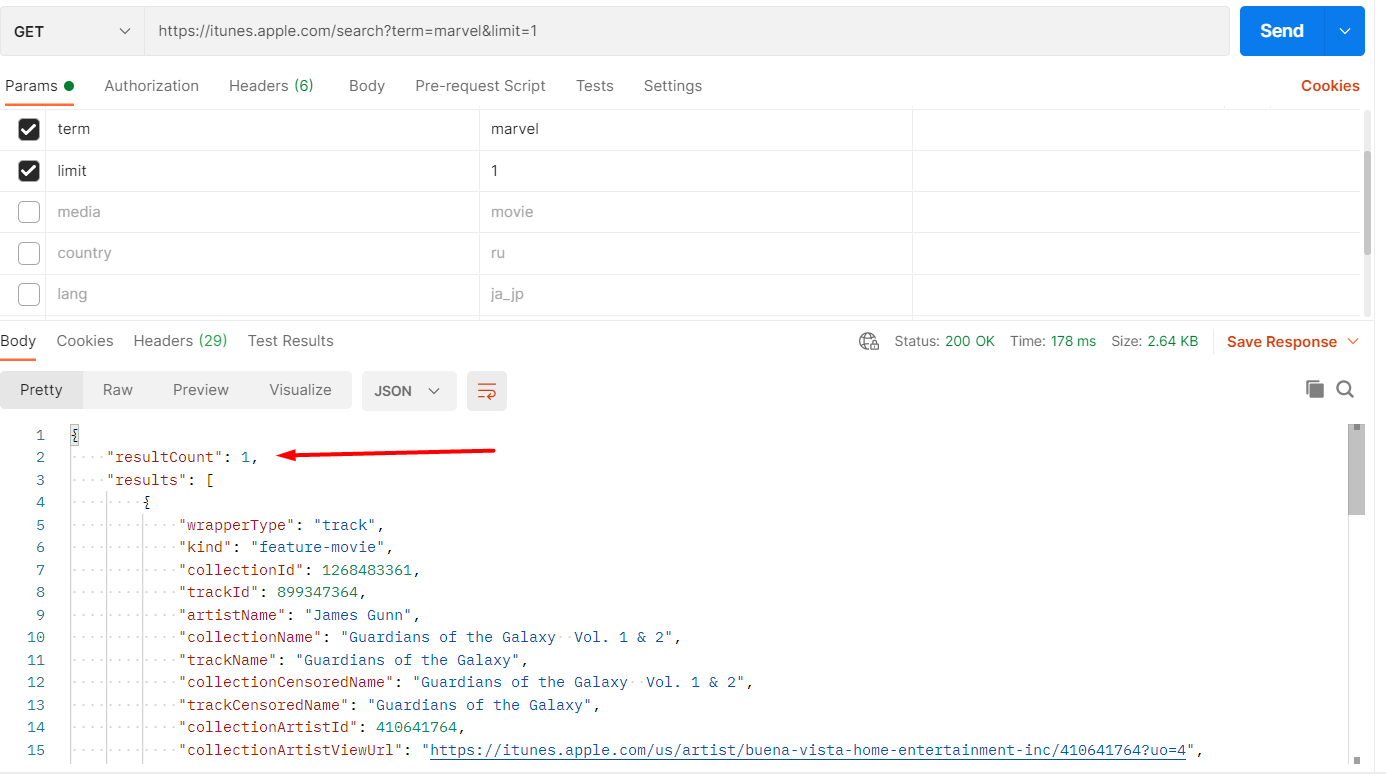 GET https://itunes.apple.com/search?term=marvel&limit=1 Send
Params Authorization Headers (6) Body Pre-request Script Tests Settings Cookies
term marvel
limit 1
media movie
country ru
lang ja_jp
Body Cookies Headers (29) Test Results Status: 200 OK Time: 178 ms Size: 2.64 KB Save Response
Pretty Raw Preview Visualize JSON
1 {
2 "resultCount": 1,
3 "results": [
4 {
5 "wrapperType": "track",
6 "kind": "feature-movie",
7 "collectionId": 1268483361,
8 "trackId": 899347364,
9 "artistName": "James Gunn",
10 "collectionName": "Guardians of the Galaxy  Vol. 1 & 2",
11 "trackName": "Guardians of the Galaxy",
12 "collectionCensoredName": "Guardians of the Galaxy  Vol. 1 & 2",
13 "trackCensoredName": "Guardians of the Galaxy",
14 "collectionArtistId": 410641764,
15 "collectionArtistViewUrl": "https://itunes.apple.com/us/artist/buena-vista-home-entertainment-inc/410641764?uo=4",